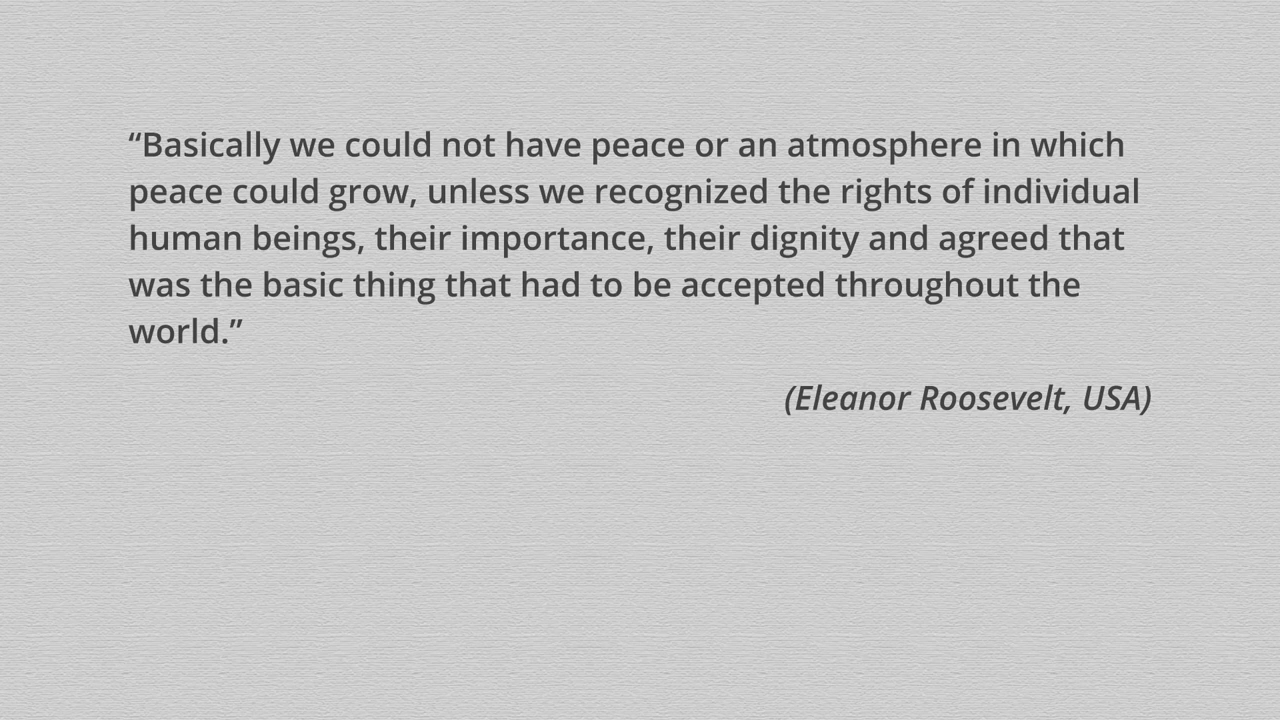 “Basically we could not have peace or an atmosphere in which
peace could grow, unless we recognized the rights of individual
human beings, their importance, their dignity and agreed that
was the basic thing that had to be accepted throughout the
world.”
(Eleanor Roosevelt, USA)